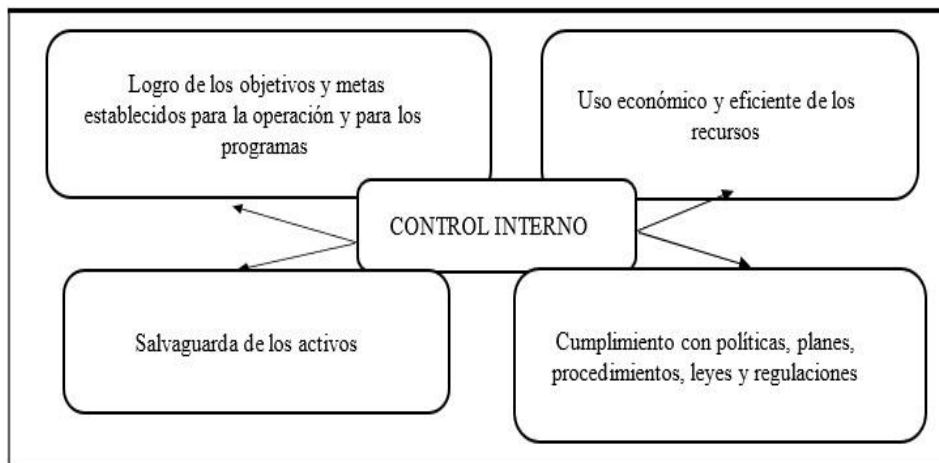 Logro de los objetivos y metas
establecidos para la operación y para los
programas
Uso económico y eficiente de los
recursos
CONTROL INTERNO
Salvaguarda de los activos
Cumplimiento con políticas, planes,
procedimientos, leyes y regulaciones